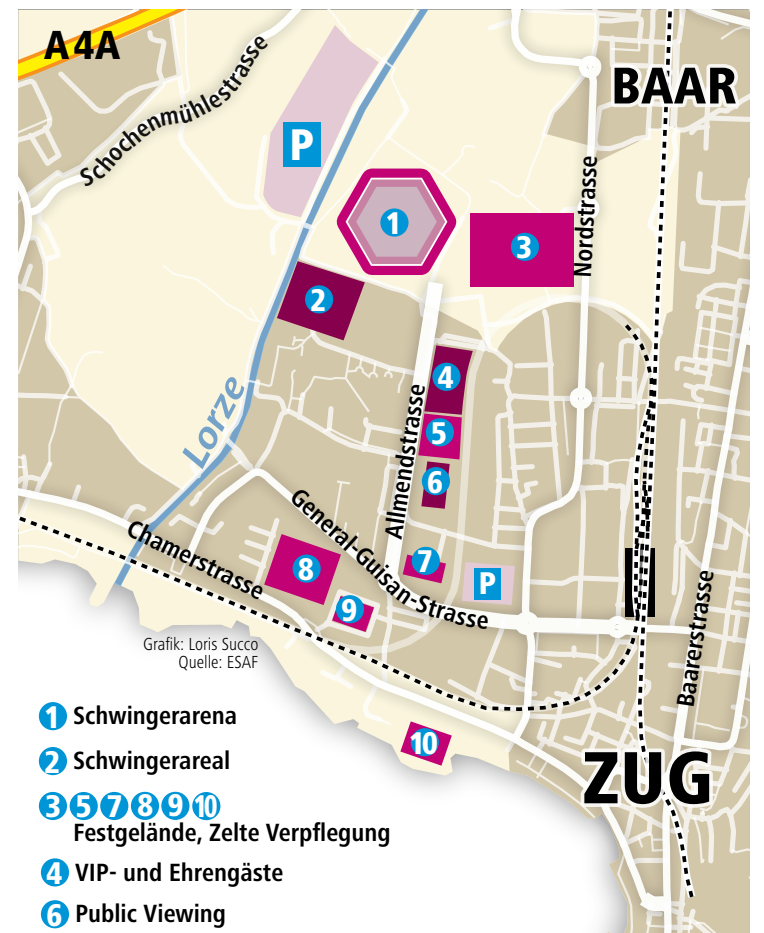 A4A
BAAR
Schochenmühlestrasse
P
Nordstrasse
1
3
2
4
Lorze
Allmendstrasse
5
6
General-Guisan-Strasse
Chamerstrasse
7
8
P
9
Baarerstrasse
Grafik: Loris Succo
Quelle: ESAF
10
ZUG
1 Schwingerarena
2 Schwingerareal
3 5 7 8 9 10
Festgelände, Zelte Verpflegung
4 VIP- und Ehrengäste
6 Public Viewing